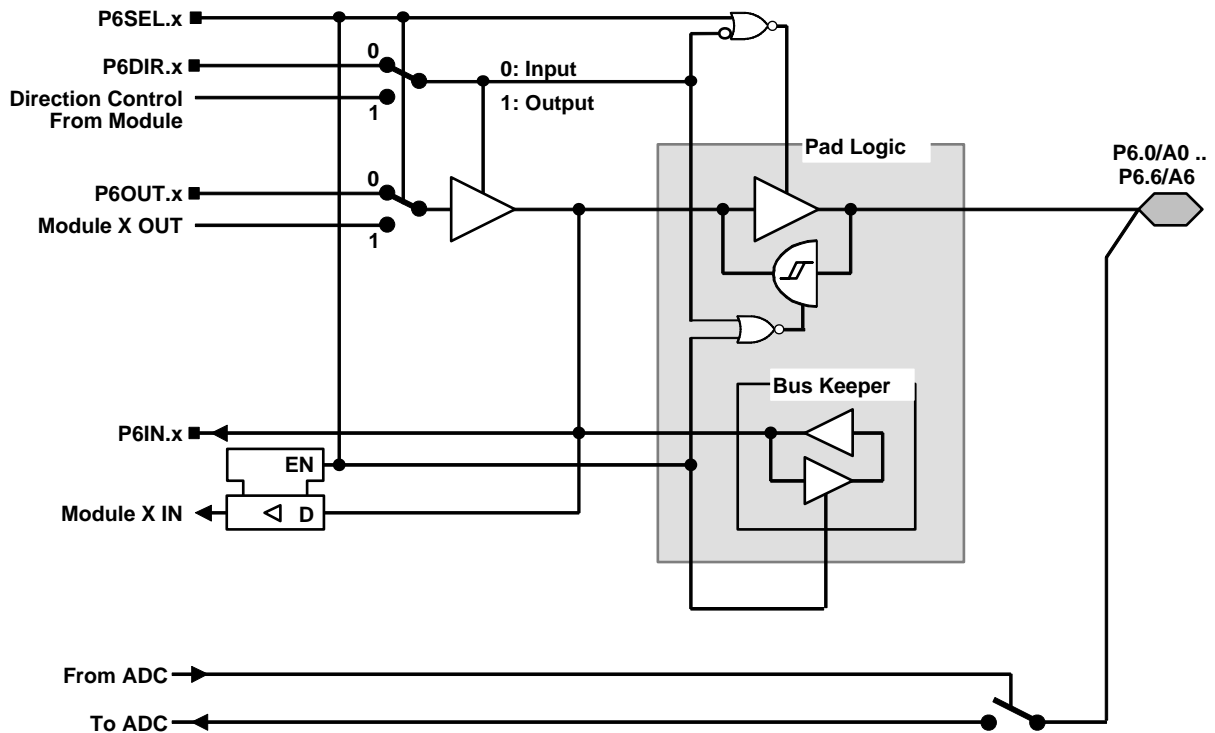 P6SEL.x
P6DIR.x
0
0: Input
Direction Control
From Module
1
1: Output
Pad Logic
P6.0/A0 ..
P6.6/A6
P6OUT.x
0
Module X OUT
1
Bus Keeper
P6IN.x
EN
Module X IN
D
From ADC
To ADC